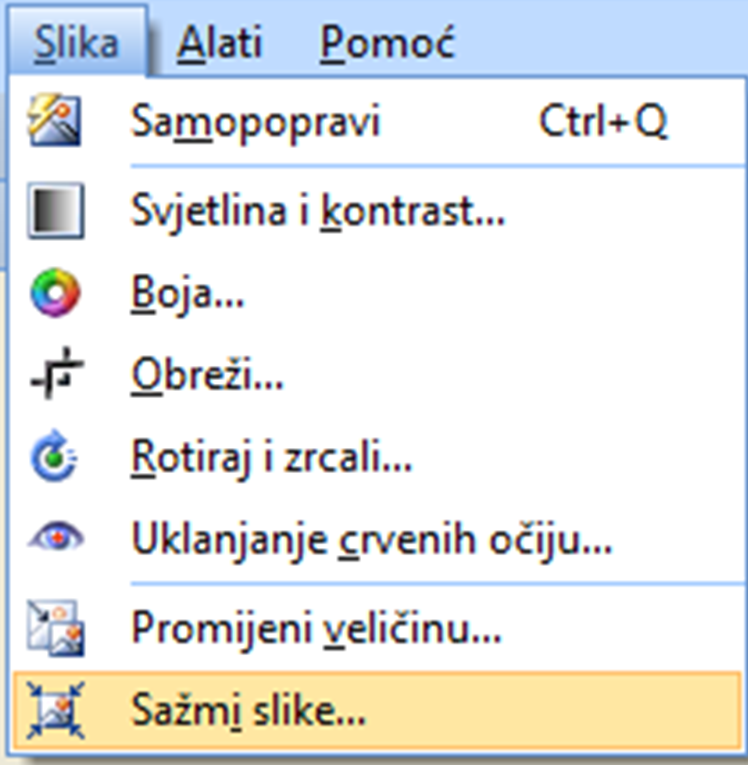 Slika Alati Pomoć
Samopopravi Ctrl+Q
Svjetlina i kontrast...
Boja...
Obreži...
Rotiraj i zrcali...
Uklanjanje crvenih očiju...
Promijeni veličinu...
Sažmi slike...